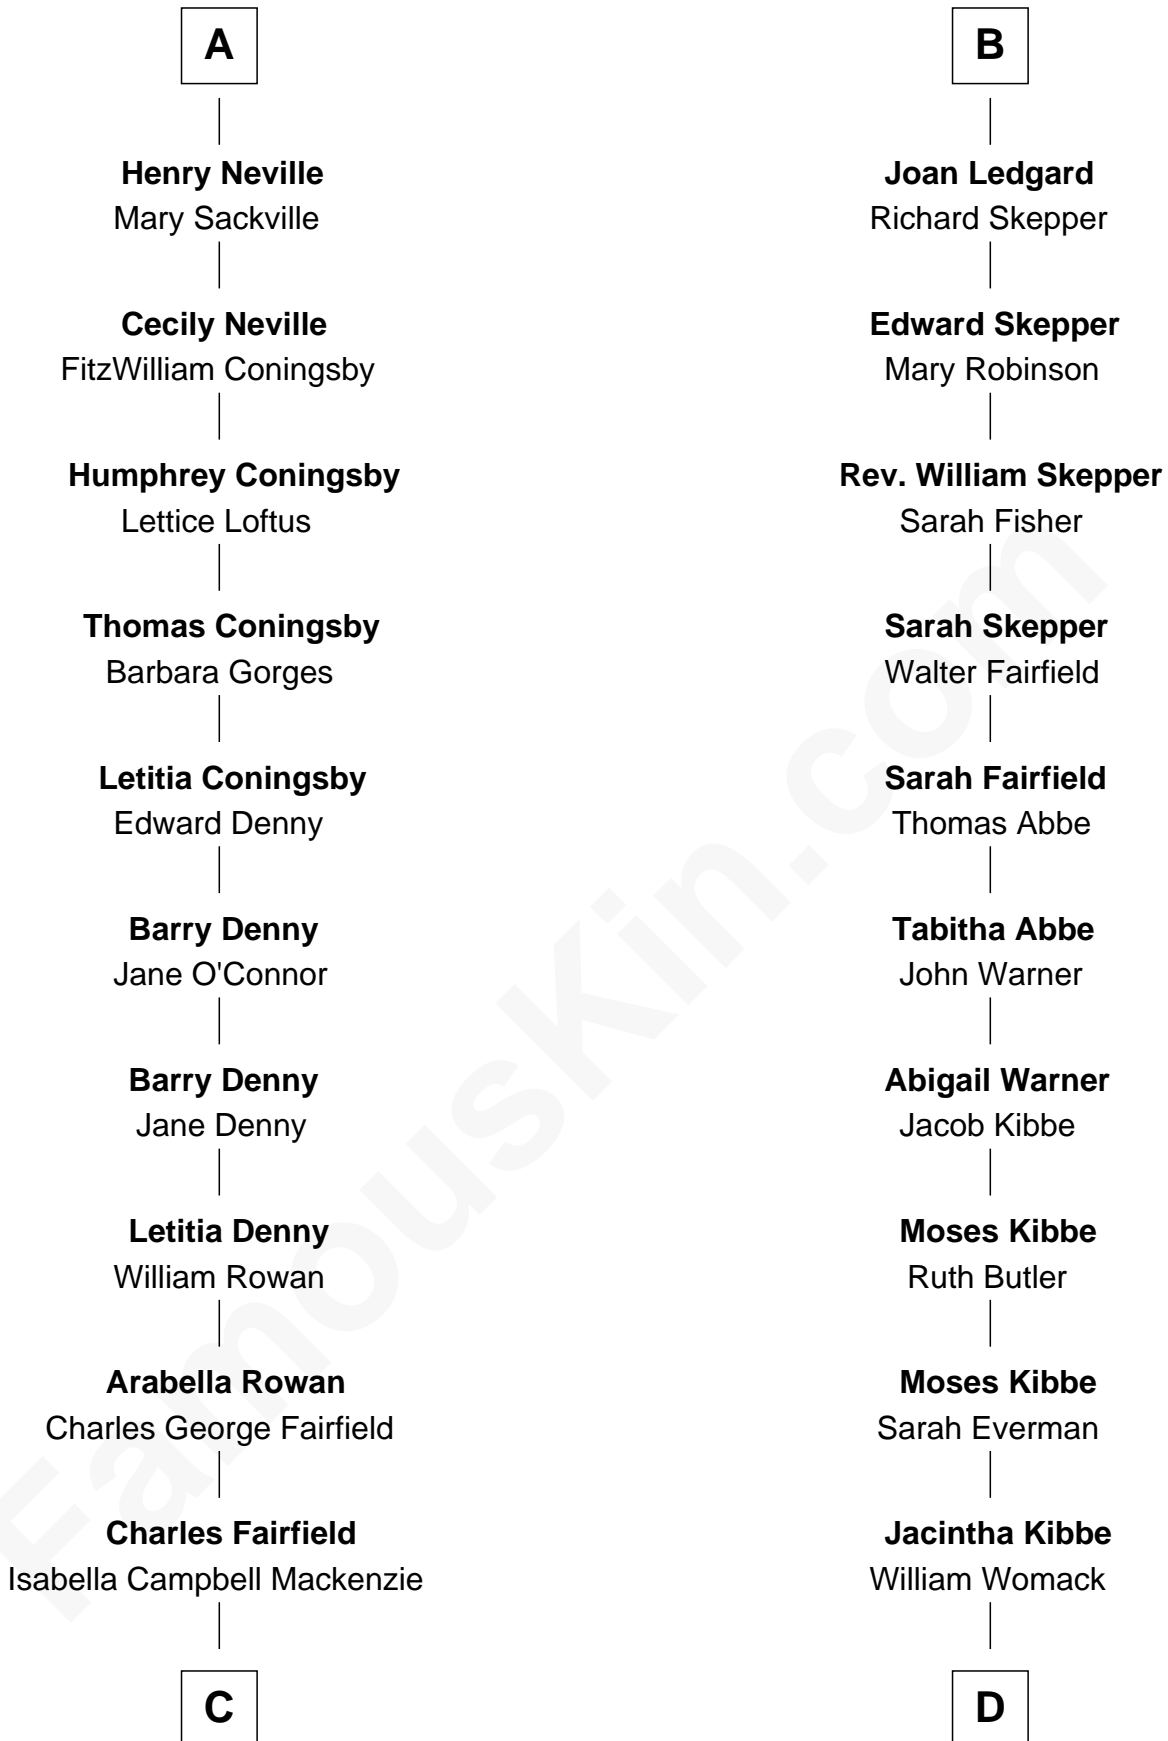 A
Henry Neville
Mary Sackville
Cecily Neville
FitzWilliam Coningsby
Humphrey Coningsby
Lettice Loftus
Thomas Coningsby
Barbara Gorges
Letitia Coningsby
Edward Denny
Barry Denny
Jane O'Connor
Barry Denny
Jane Denny
Letitia Denny
William Rowan
Arabella Rowan
Charles George Fairfield
Charles Fairfield
Isabella Campbell Mackenzie
C
B
Joan Ledgard
Richard Skepper
Edward Skepper
Mary Robinson
Rev. William Skepper
Sarah Fisher
Sarah Skepper
Walter Fairfield
Sarah Fairfield
Thomas Abbe
Tabitha Abbe
John Warner
Abigail Warner
Jacob Kibbe
Moses Kibbe
Ruth Butler
Moses Kibbe
Sarah Everman
Jacintha Kibbe
William Womack
D
FamousKin.com